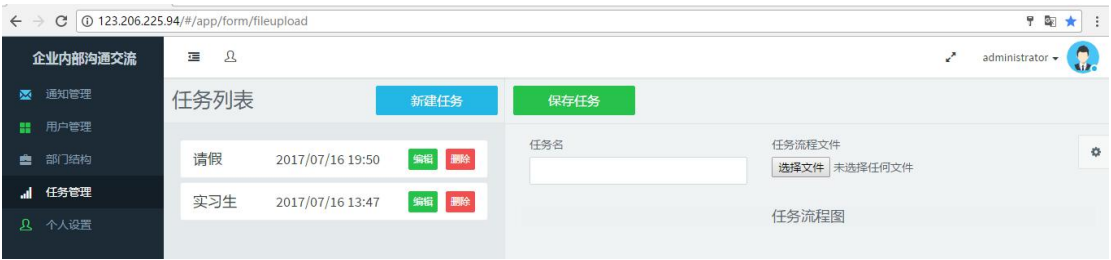 123.206.225.94/#/app/form/fileupload
企业内部沟通交流
administrator
通知管理
用户管理
部门结构
任务管理
个人设置
任务列表
新建任务
请假 2017/07/16 19:50 编辑 删除
实习生 2017/07/16 13:47 编辑 删除
保存任务
任务名
任务流程文件
选择文件 未选择任何文件
任务流程图